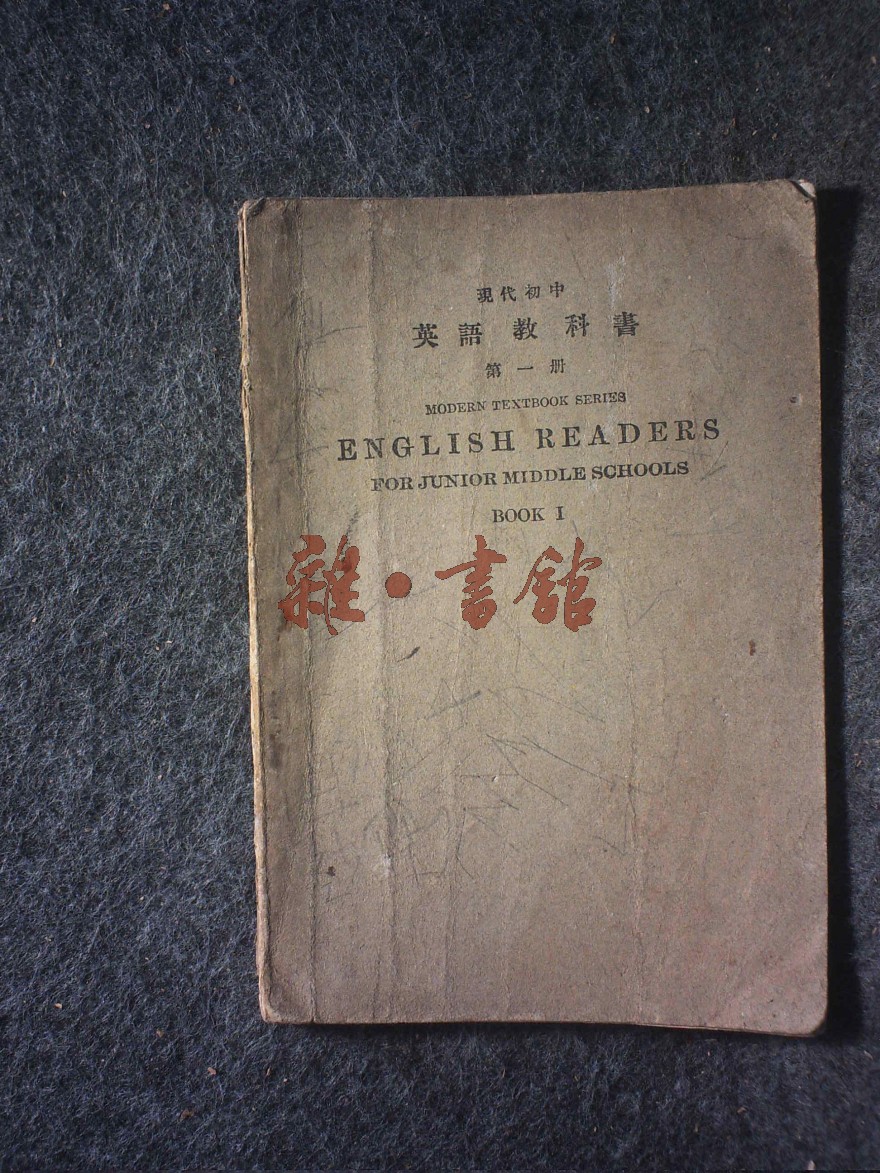 現代初中
英語教科書
第一册
MODERN TEXTBOOK SERIES
ENGLISH READERS
FOR JUNIOR MIDDLE SCHOOLS
BOOK I
雜·書館